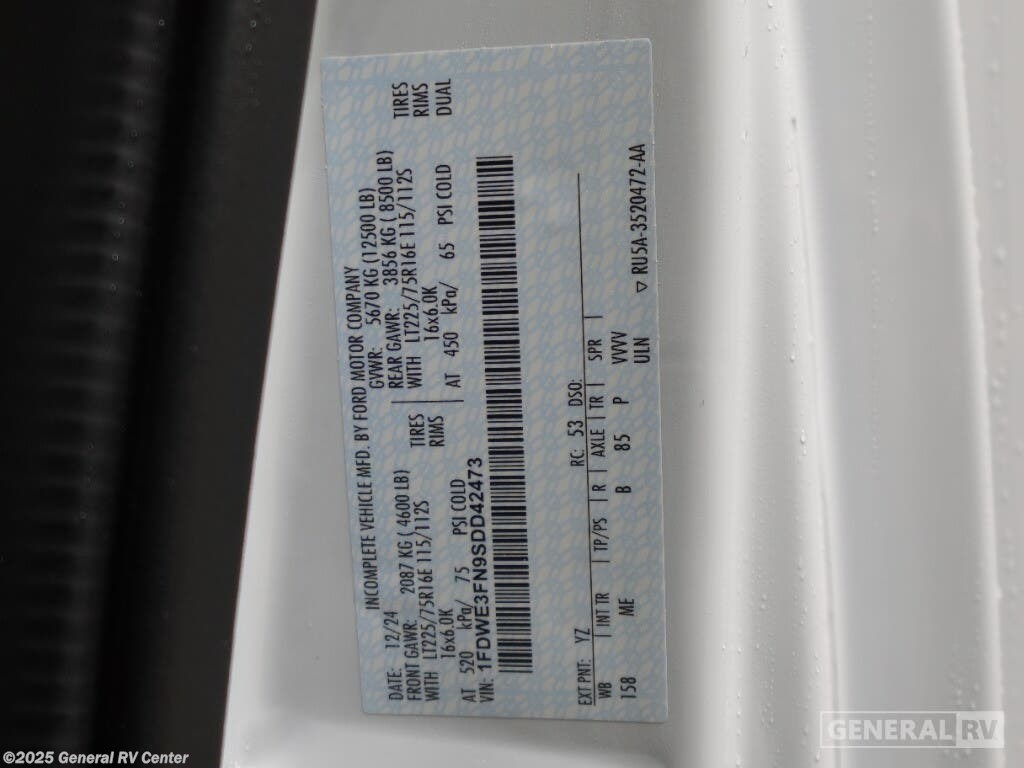 INCOMPLETE VEHICLE MFD. BY FORD MOTOR COMPANY
DATE: 12/24 GVWR: 5670 KG (12500 LB)
FRONT GAWR: 2087 KG ( 4600 LB) REAR GAWR: 3856 KG ( 8500 LB)
WITH LT225/75R16E 115/112S TIRES WITH LT225/75R16E 115/112S TIRES
16x6.0K RIMS 16x6.0K RIMS
AT 520 kPa/ 75 PSI COLD AT 450 kPa/ 65 PSI COLD DUAL
VIN: 1FDWE3FN9SDD42473
EXT PNT: YZ RC: 53 DSO:
WB | INT TR | TP/PS | R | AXLE | TR | SPR |
158 ME B 85 P VVV
ULN ▽ RU5A-3520472-AA
GENERAL RV
©2025 General RV Center